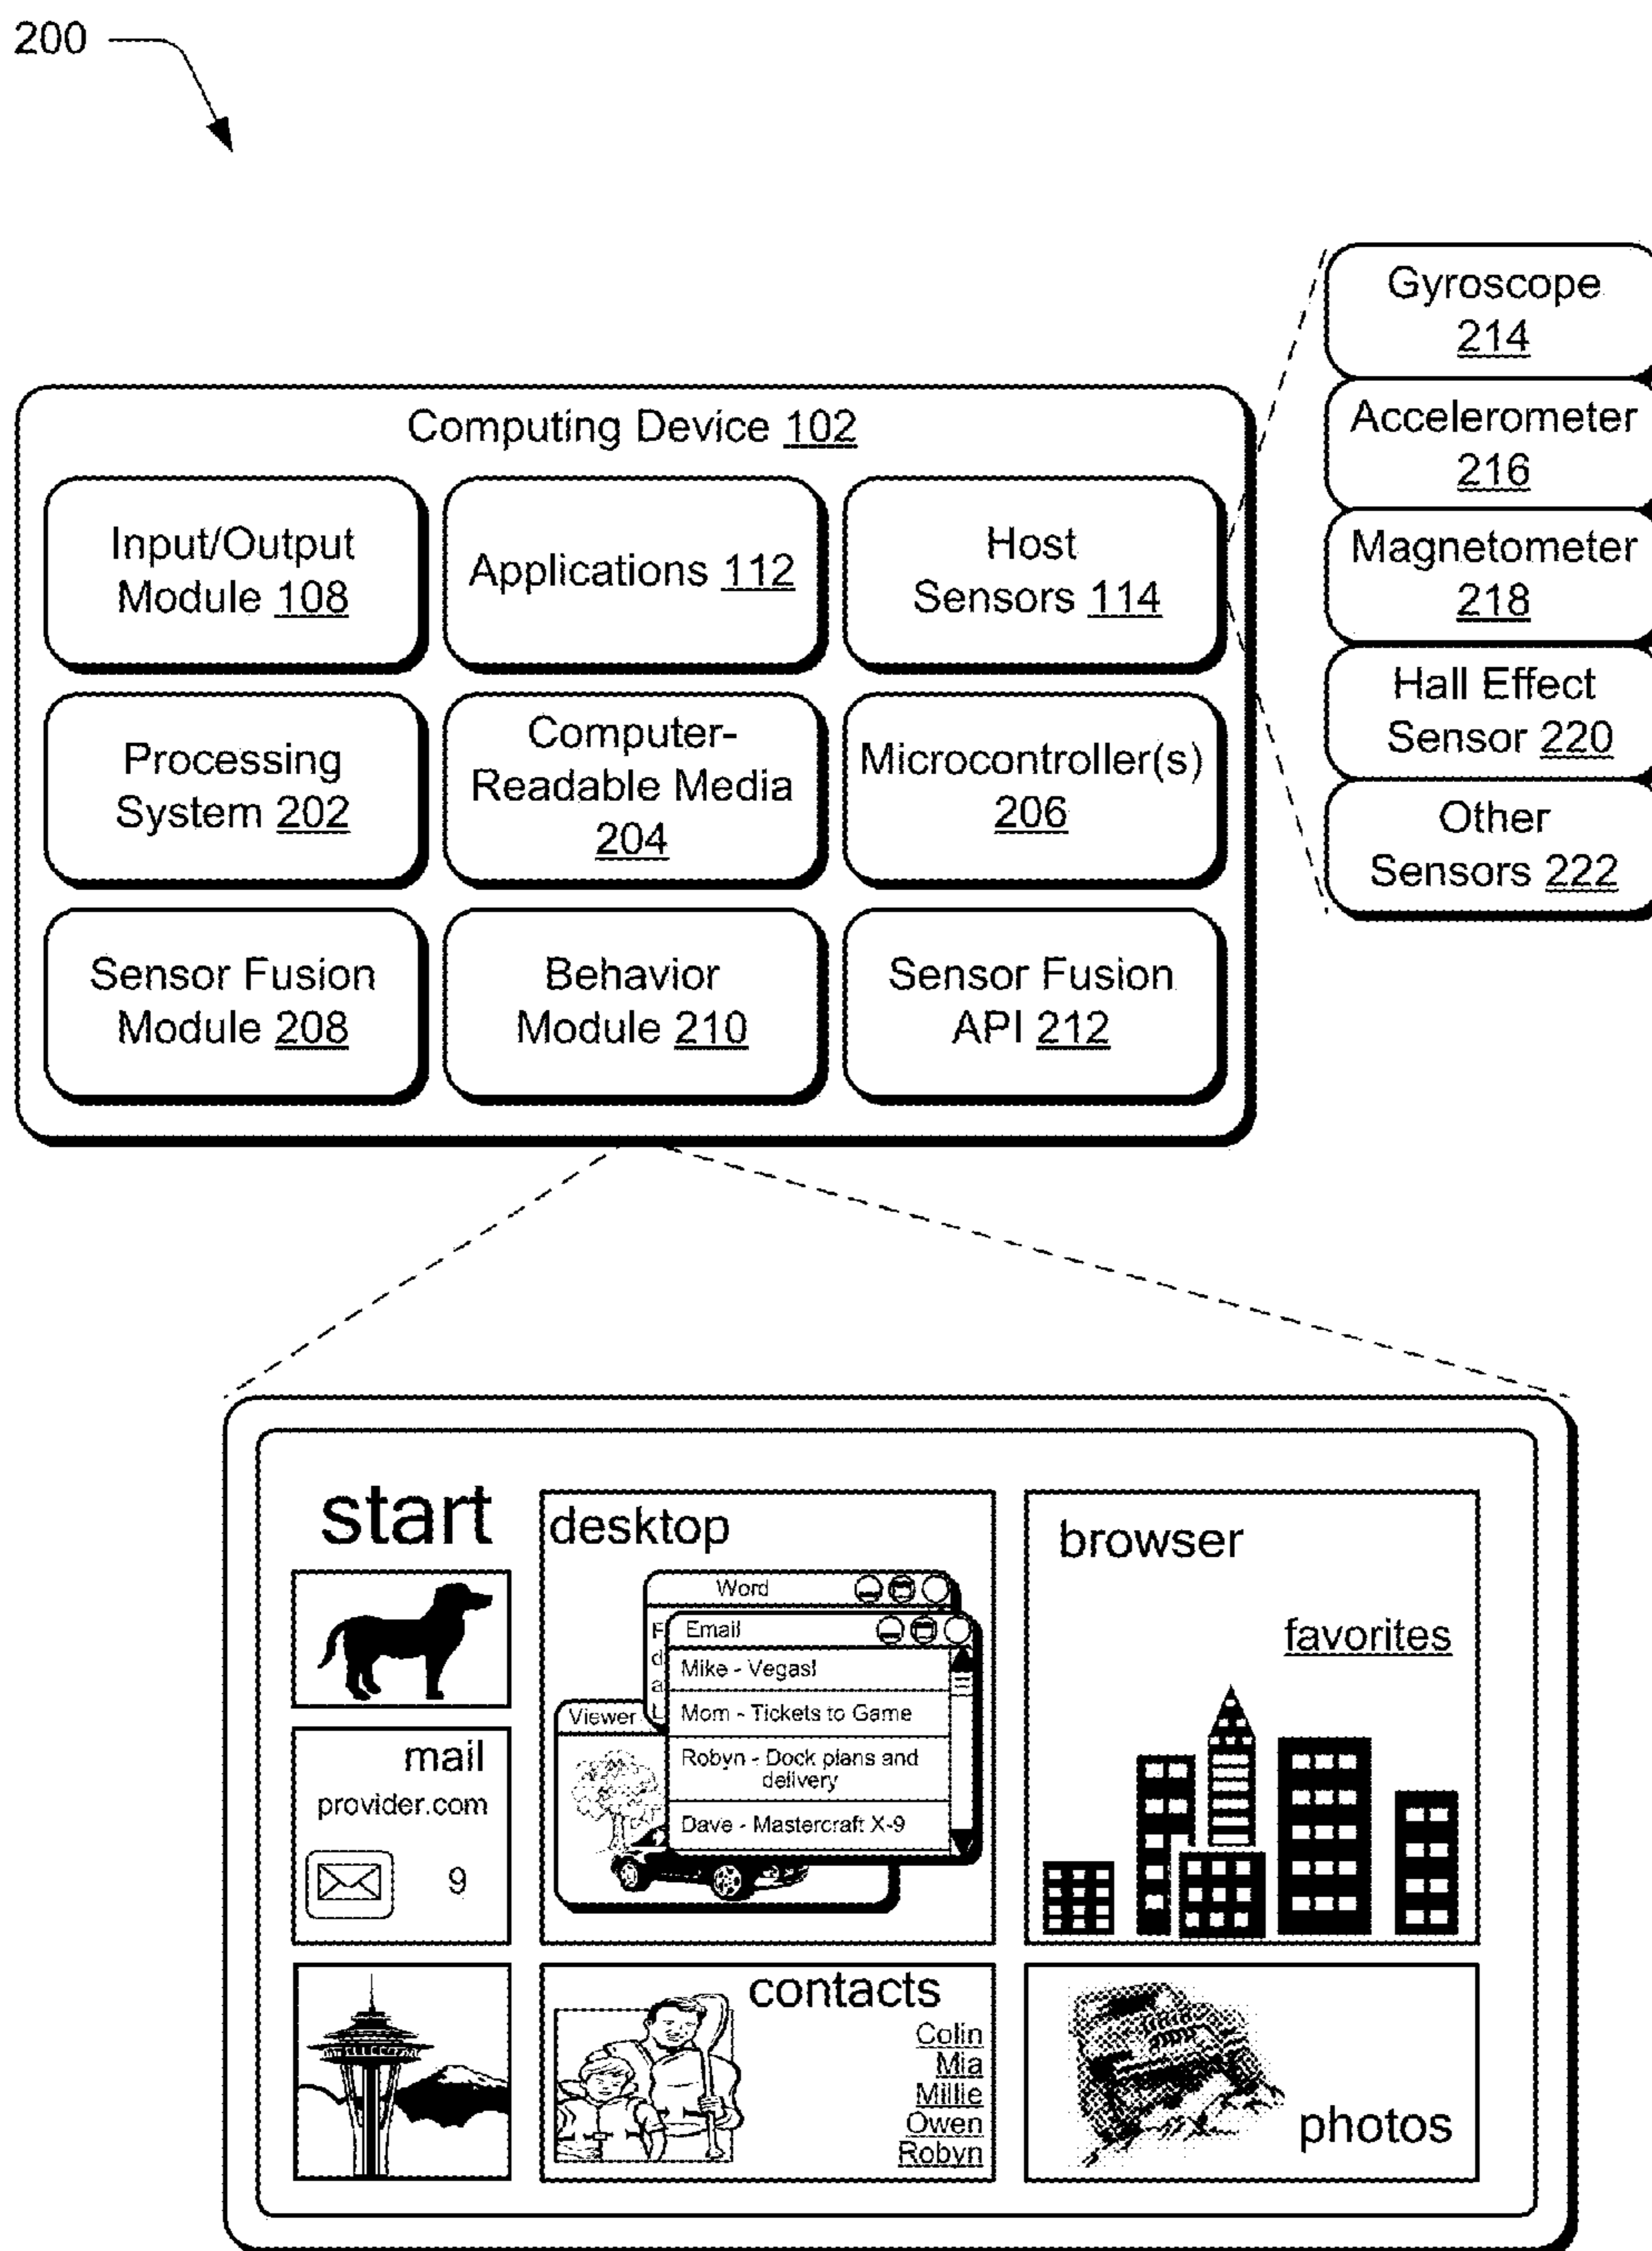 200
Gyroscope
214
Accelerometer
216
Magnetometer
218
Hall Effect
Sensor 220
Other
Sensors 222
Computing Device 102
Input/Output
Module 108
Applications 112
Host
Sensors 114
Processing
System 202
Computer-
Readable Media
204
Microcontroller(s)
206
Sensor Fusion
Module 208
Behavior
Module 210
Sensor Fusion
API 212
start
desktop
Word
F
d
a
Email
Mike - Vegas!
Mom - Tickets to Game
Robyn - Dock plans and
delivery
Dave - Mastercraft X-9
Viewer
browser
favorites
mail
provider.com
9
contacts
Colin
Mia
Millie
Owen
Robyn
photos